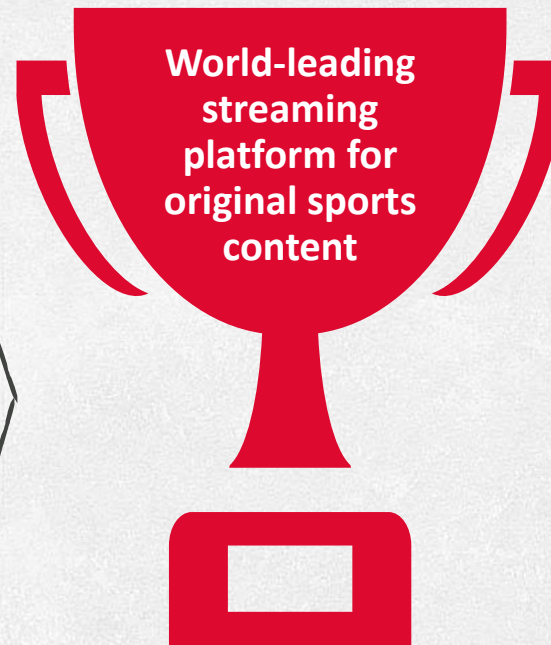 World-leading
streaming
platform for
original sports
content